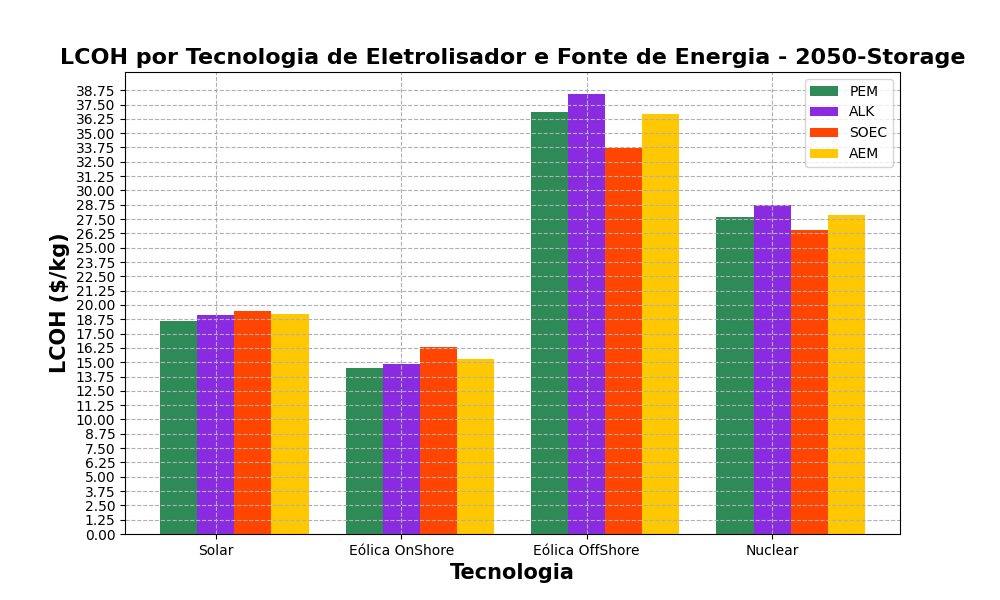 LCOH por Tecnologia de Eletrolisador e Fonte de Energia - 2050-Storage
LCOH ($/kg)
38.75
37.50
36.25
35.00
33.75
32.50
31.25
30.00
28.75
27.50
26.25
25.00
23.75
22.50
21.25
20.00
18.75
17.50
16.25
15.00
13.75
12.50
11.25
10.00
8.75
7.50
6.25
5.00
3.75
2.50
1.25
0.00
PEM
ALK
SOEC
AEM
Solar
Eólica OnShore
Eólica OffShore
Nuclear
Tecnologia